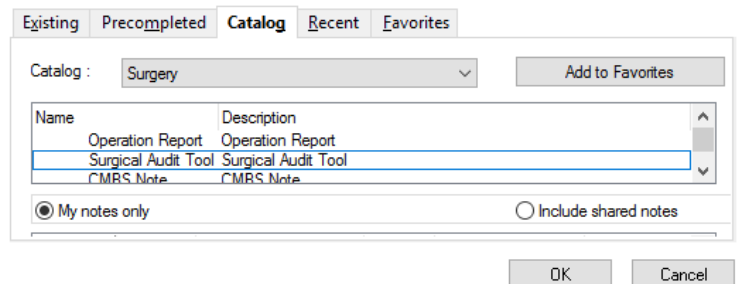 Existing Precompleted Catalog Recent Favorites
Catalog : Surgery Add to Favorites
Name Description
Operation Report Operation Report
Surgical Audit Tool Surgical Audit Tool
CMBS Note CMBS Note
My notes only Include shared notes
OK Cancel